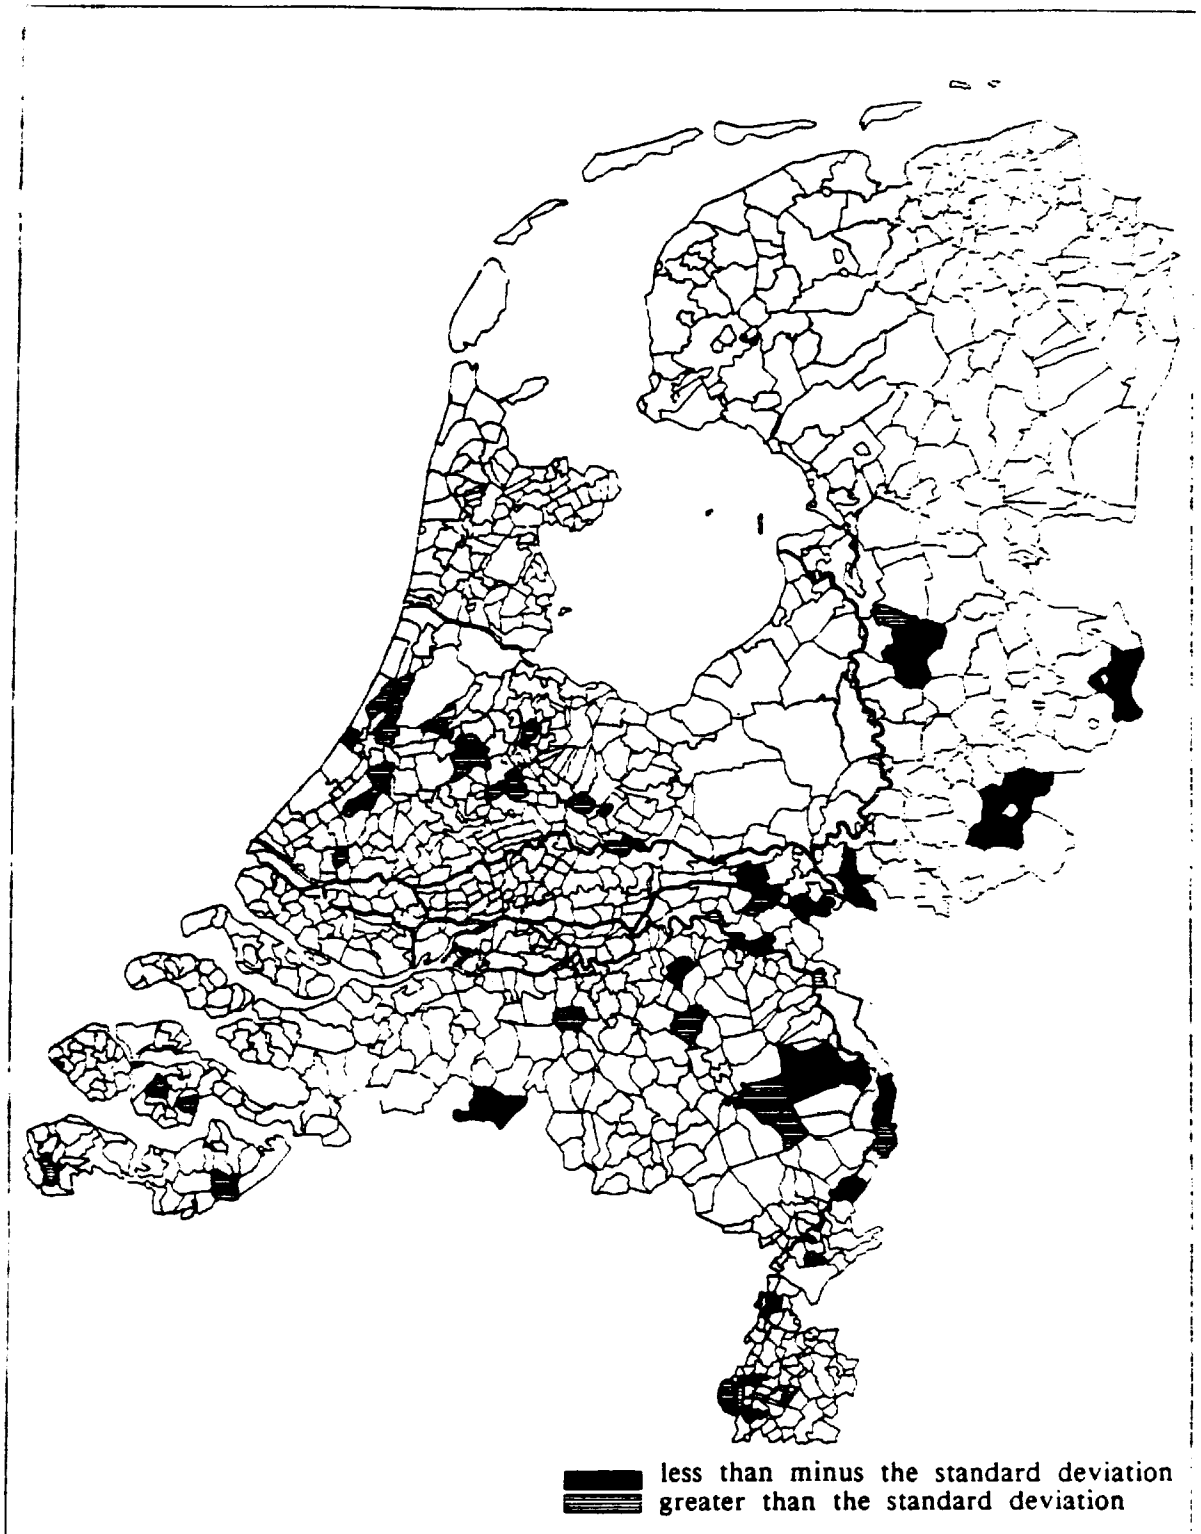 less than minus the standard deviation
greater than the standard deviation